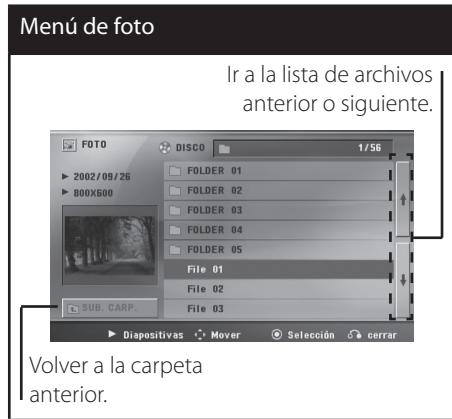 Menú de foto
Ir a la lista de archivos
anterior o siguiente.
FOTO
DISCO
1/56
2002/09/26
800X600
FOLDER 01
FOLDER 02
FOLDER 03
FOLDER 04
FOLDER 05
File 01
File 02
File 03
SUB. CARP.
Diapositivas Mover Selección cerrar
Volver a la carpeta
anterior.